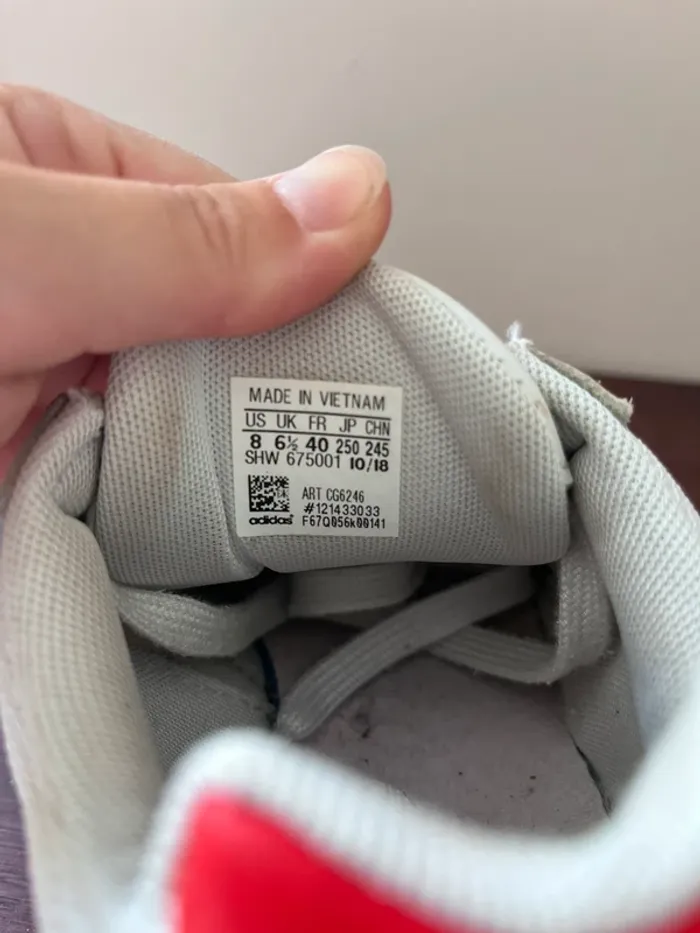 MADE IN VIETNAM
US UK FR JP CHN
8 6½ 40 250 245
SHW 675001 10/18
ART CG6246
#121433033
adidas F67Q056k00141